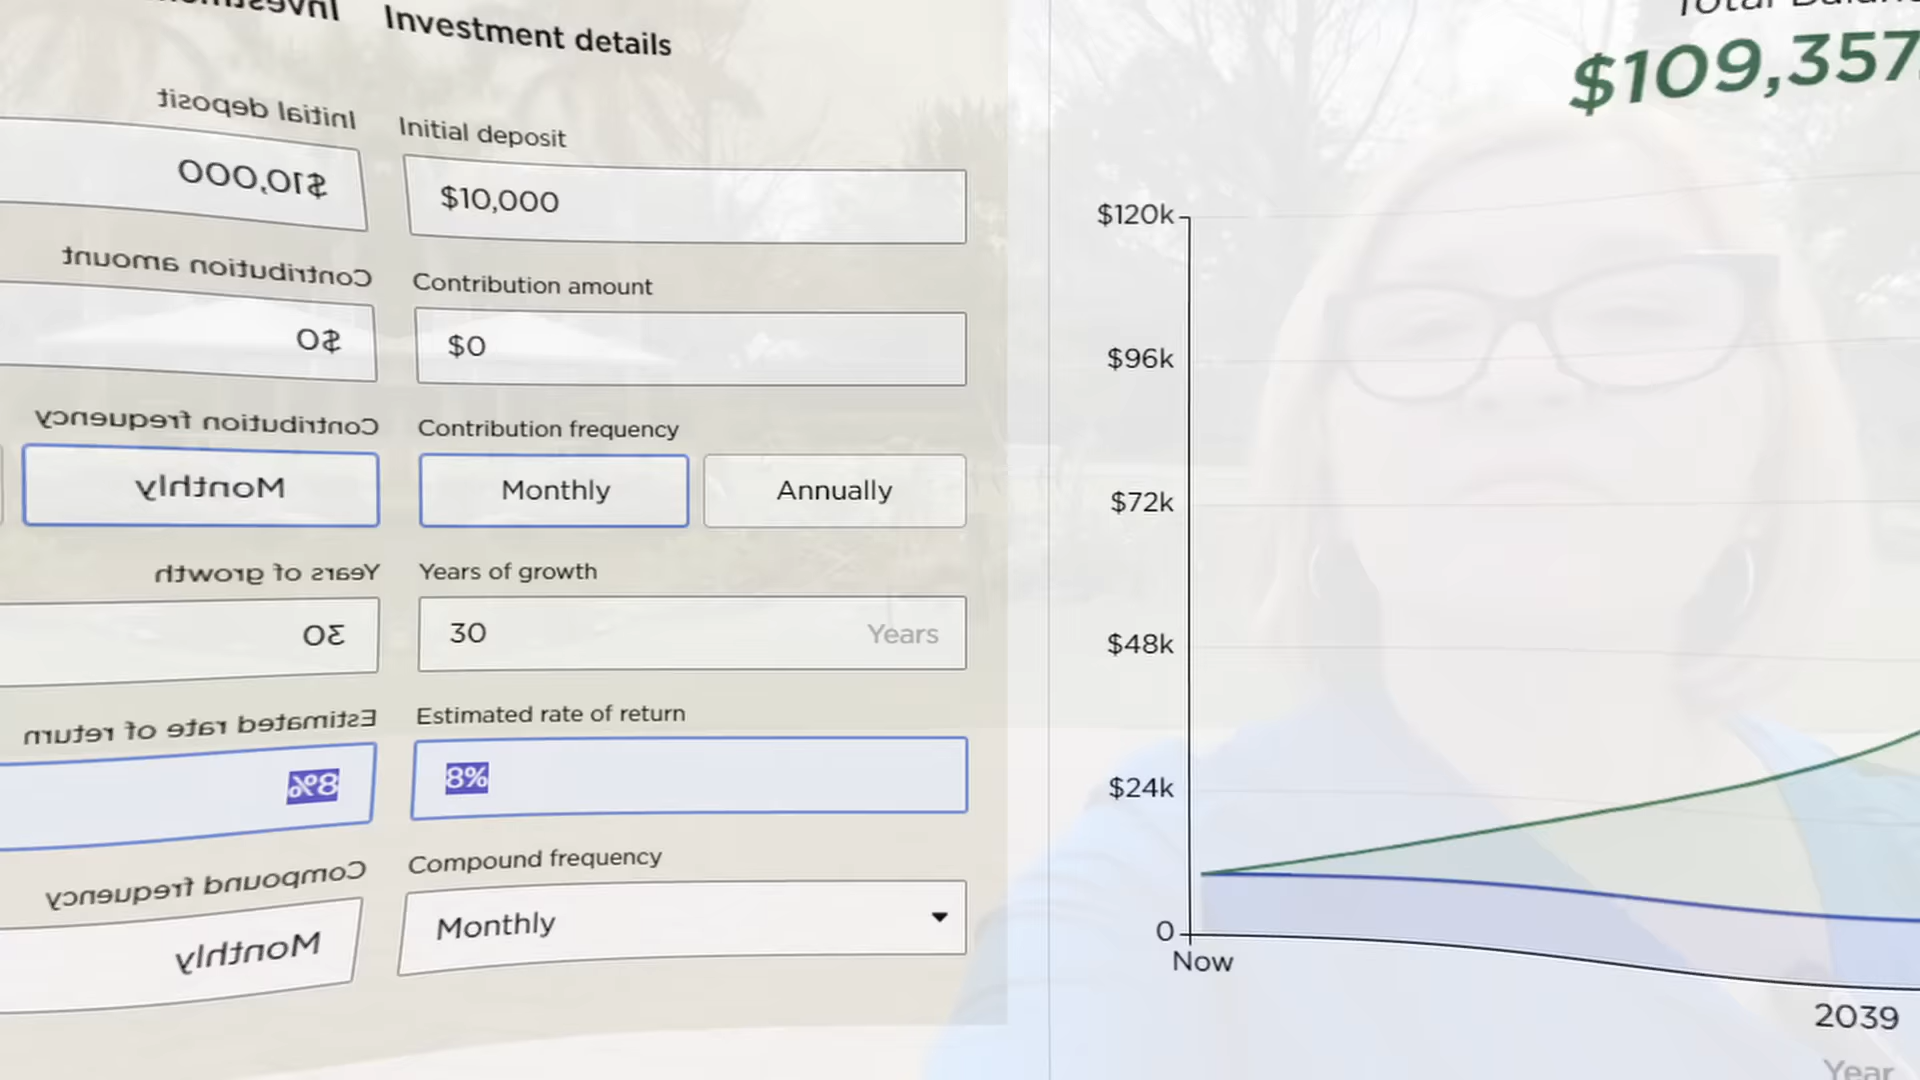 Investment details
Total
$109,357
Initial deposit
$10,000
Contribution amount
$0
Contribution frequency
Monthly
Annually
Years of growth
30
Years
Estimated rate of return
8%
Compound frequency
Monthly
$120k
$96k
$72k
$48k
$24k
0
Now
2039
Year
Initial deposit
$10,000
Contribution amount
$0
Contribution frequency
Monthly
Years of growth
30
Estimated rate of return
8%
Compound frequency
Monthly